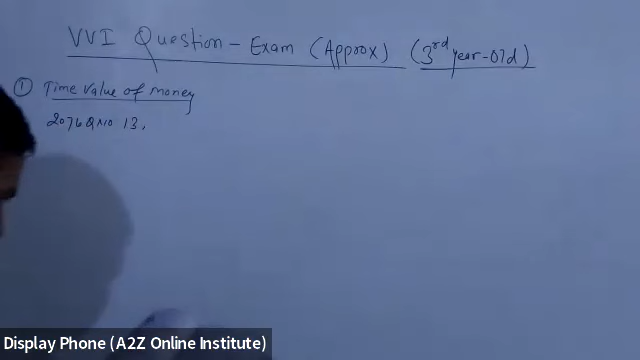 VVI Question - Exam (Approx) (3rd year-Old)
① Time value of money
2076 Q.NO 13.
Display Phone (A2Z Online Institute)